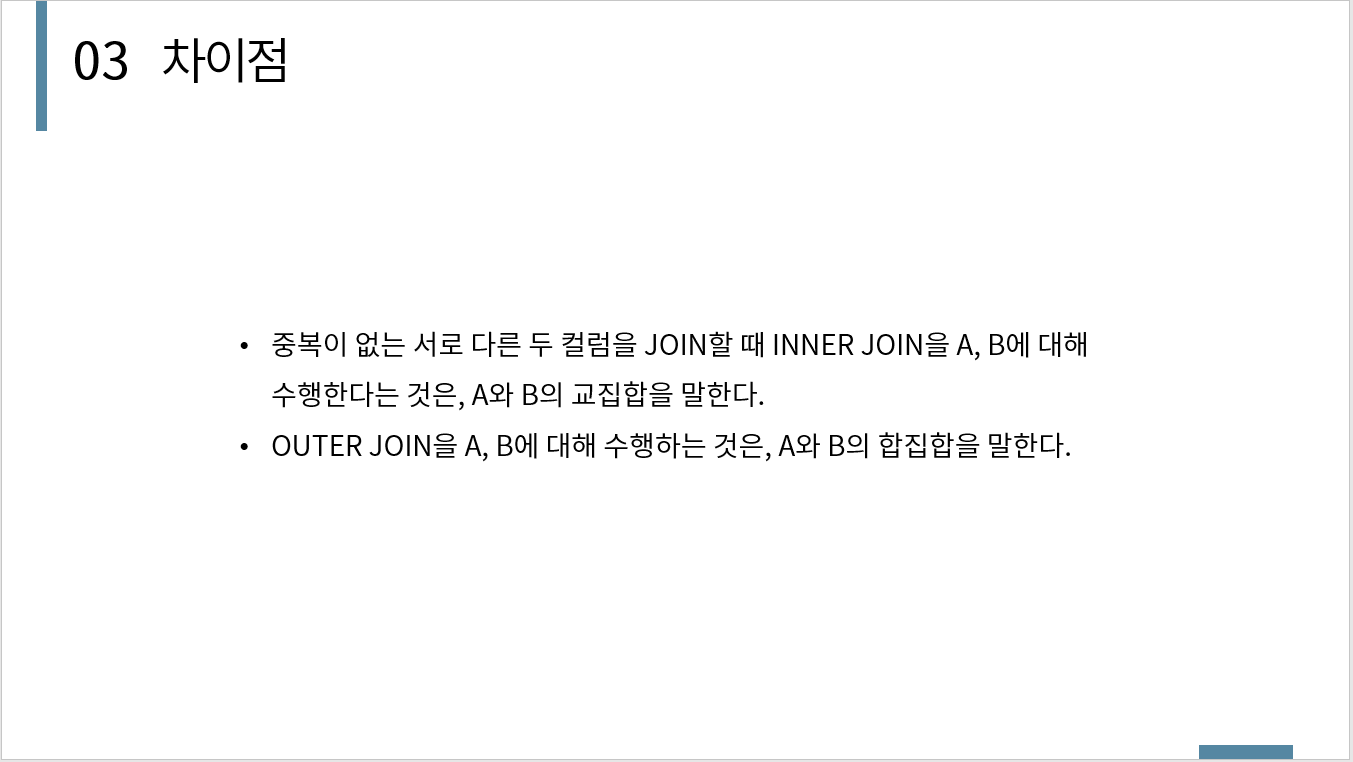 03 차이점
• 중복이 없는 서로 다른 두 컬럼을 JOIN할 때 INNER JOIN을 A, B에 대해
수행한다는 것은, A와 B의 교집합을 말한다.
• OUTER JOIN을 A, B에 대해 수행하는 것은, A와 B의 합집합을 말한다.